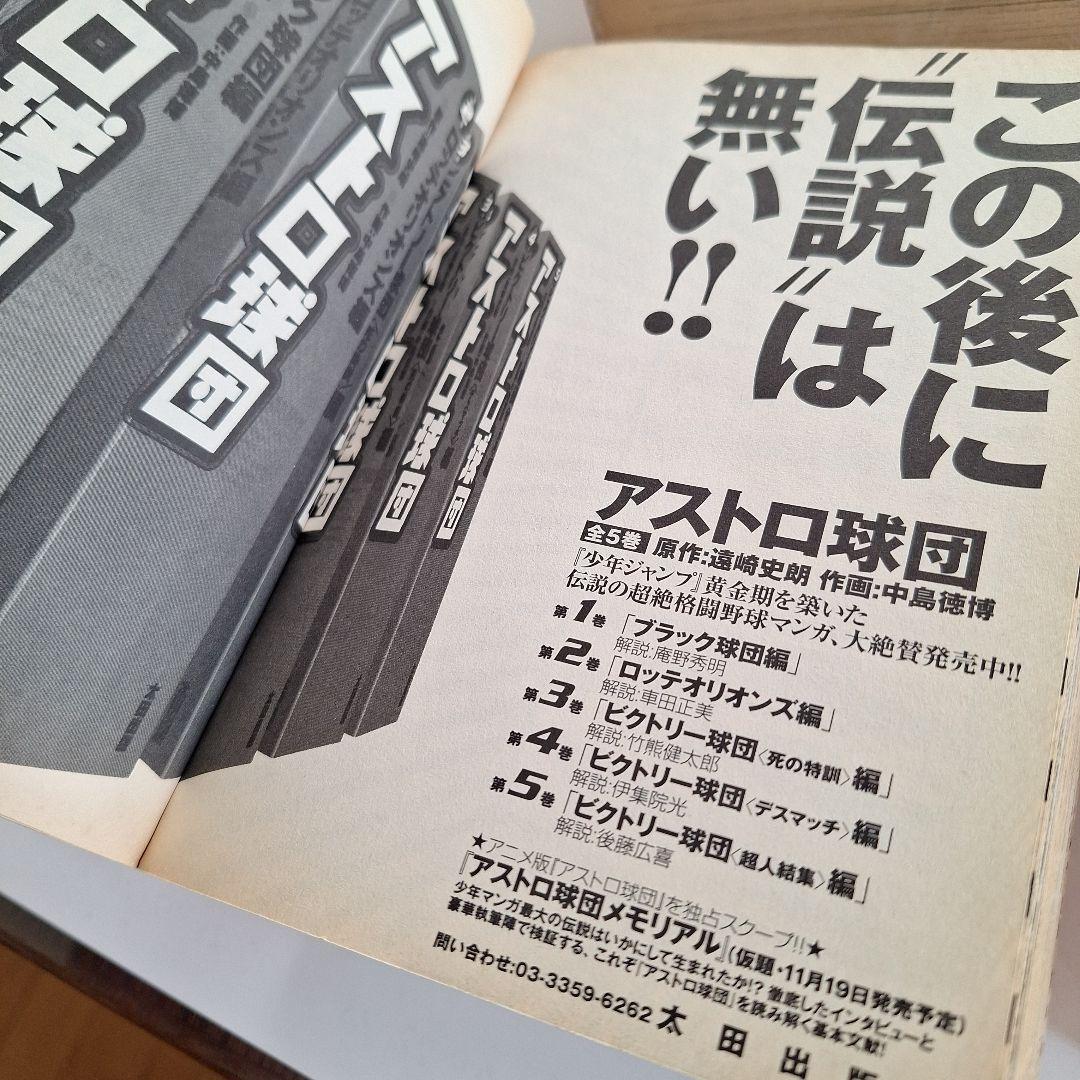 この後に
“伝説”は
無い!!
アストロ球団
全5巻 原作:遠崎史朗 作画:中島徳博
『少年ジャンプ』黄金期を築いた
伝説の超絶格闘野球マンガ、大絶賛発売中!!
第1巻「ブラック球団編」
解説:庵野秀明
第2巻「ロッテオリオンズ編」
解説:車田正美
第3巻「ビクトリー球団〈死の特訓〉編」
解説:竹熊健太郎
第4巻「ビクトリー球団〈デスマッチ〉編」
解説:伊集院光
第5巻「ビクトリー球団〈超人結集〉編」
解説:後藤広喜
★アニメ版『アストロ球団』を独占スクープ!!★
『アストロ球団メモリアル』(仮題・11月19日発売予定)
少年マンガ最大の伝説はいかにして生まれたか!? 徹底したインタビューと
豪華執筆陣で検証する、これぞ『アストロ球団』を読み解く基本文献!
問い合わせ:03-3359-6262 太田出版
アストロ球団
アストロ球団
アストロ球団
アストロ球団
ロ球団